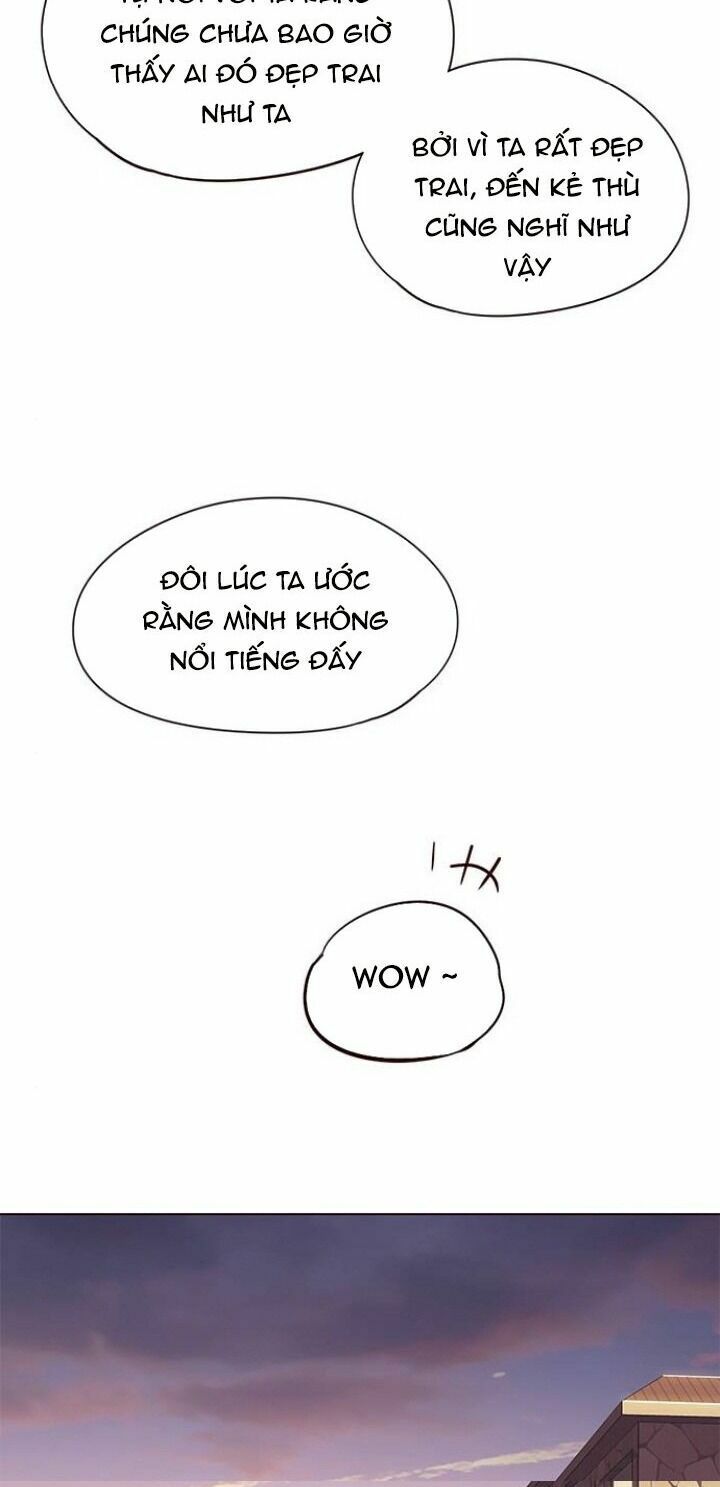 CHÚNG CHƯA BAO GIỜ
THẤY AI ĐÓ ĐẸP TRAI
NHƯ TA
BỞI VÌ TA RẤT ĐẸP
TRAI, ĐẾN KẺ THÙ
CŨNG NGHĨ NHƯ
VẬY
ĐÔI LÚC TA ƯỚC
RẰNG MÌNH KHÔNG
NỔI TIẾNG ĐẤY
WOW ~